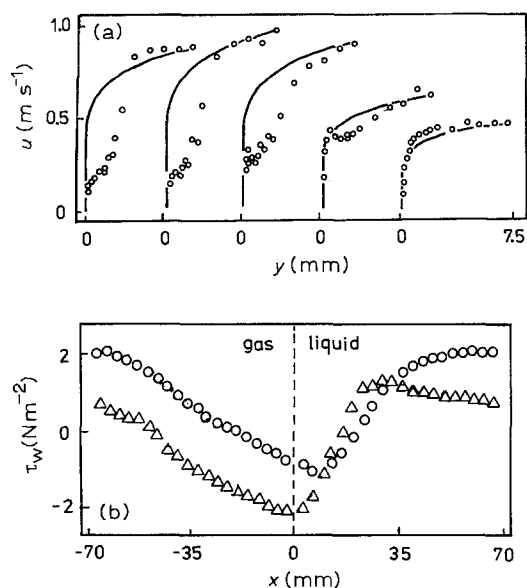 (a)
1.0
0.5
0
u (m s⁻¹)
0 0 0 0 0 7.5
y (mm)
gas liquid
2
0
-2
τw(Nm⁻²)
(b)
-70 -35 0 35 70
x (mm)